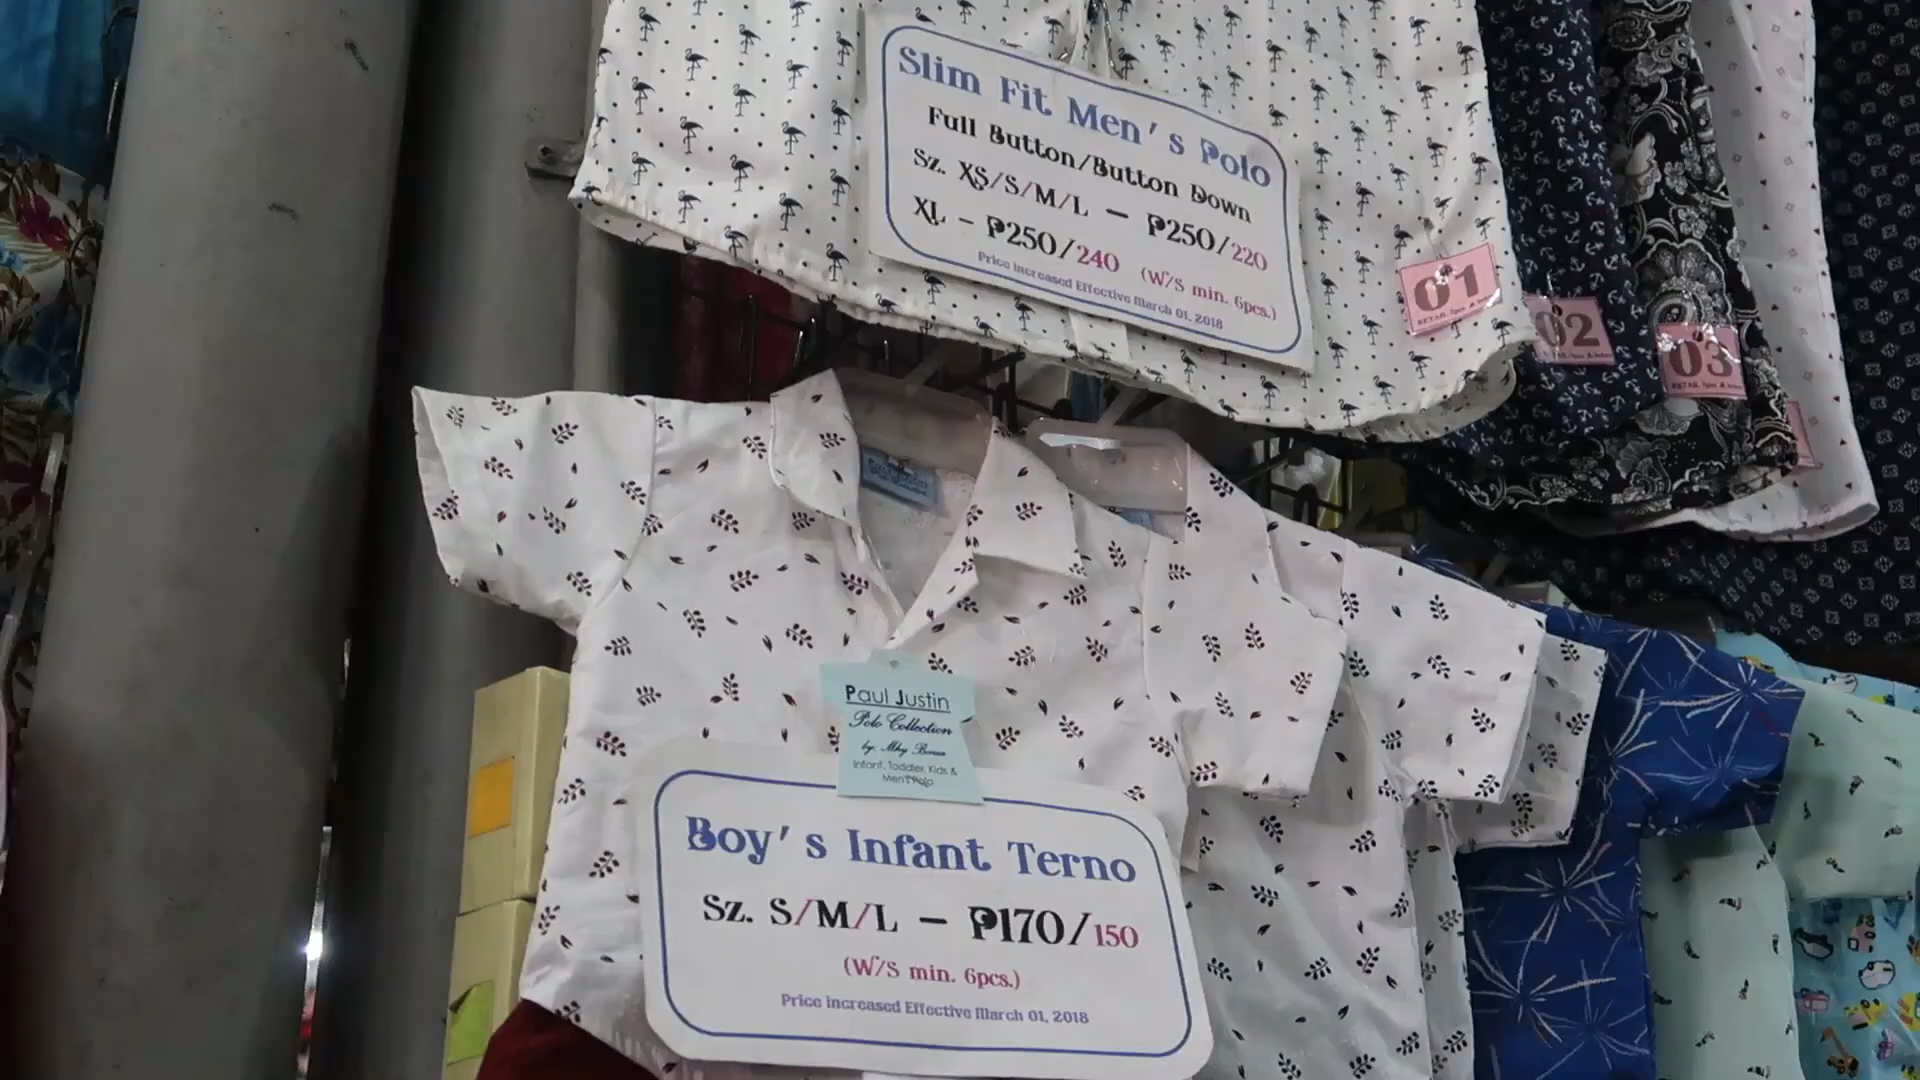 Slim Fit Men's Polo
Full Button/Button Down
Sz. XS/S/M/L – ₱250/220
XL – ₱250/240 (W/S min. 6pcs.)
Price increased Effective March 01, 2018
01
02
03
Paul Justin
Polo Collection
by:
Infant, Toddler, Kids &
Men's Polo
Boy's Infant Terno
Sz. S/M/L – ₱170/150
(W/S min. 6pcs.)
Price increased Effective March 01, 2018